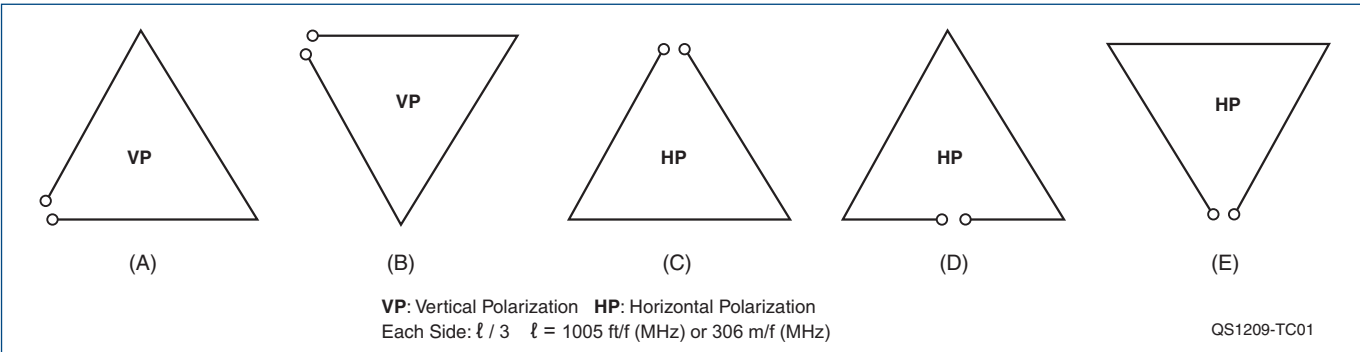 VP
VP
HP
HP
HP
(A)
(B)
(C)
(D)
(E)
VP: Vertical Polarization HP: Horizontal Polarization
Each Side: ℓ / 3 ℓ = 1005 ft/f (MHz) or 306 m/f (MHz)
QS1209-TC01